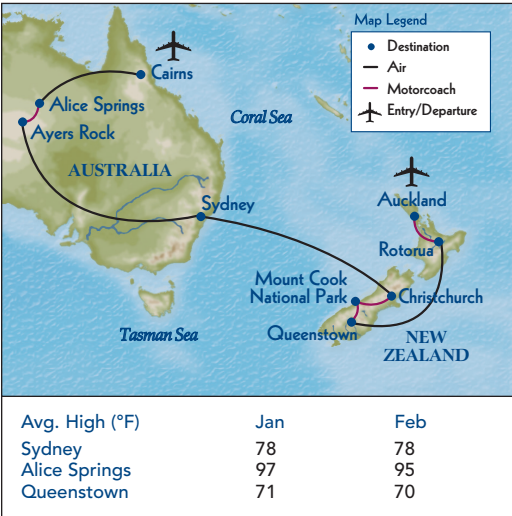 Map Legend
Destination
Air
Motorcoach
Entry/Departure
Cairns
Alice Springs
Ayers Rock
Coral Sea
AUSTRALIA
Sydney
Auckland
Rotorua
Mount Cook
National Park
Christchurch
Queenstown
Tasman Sea
NEW
ZEALAND
Avg. High (°F) Jan Feb
Sydney 78 78
Alice Springs 97 95
Queenstown 71 70